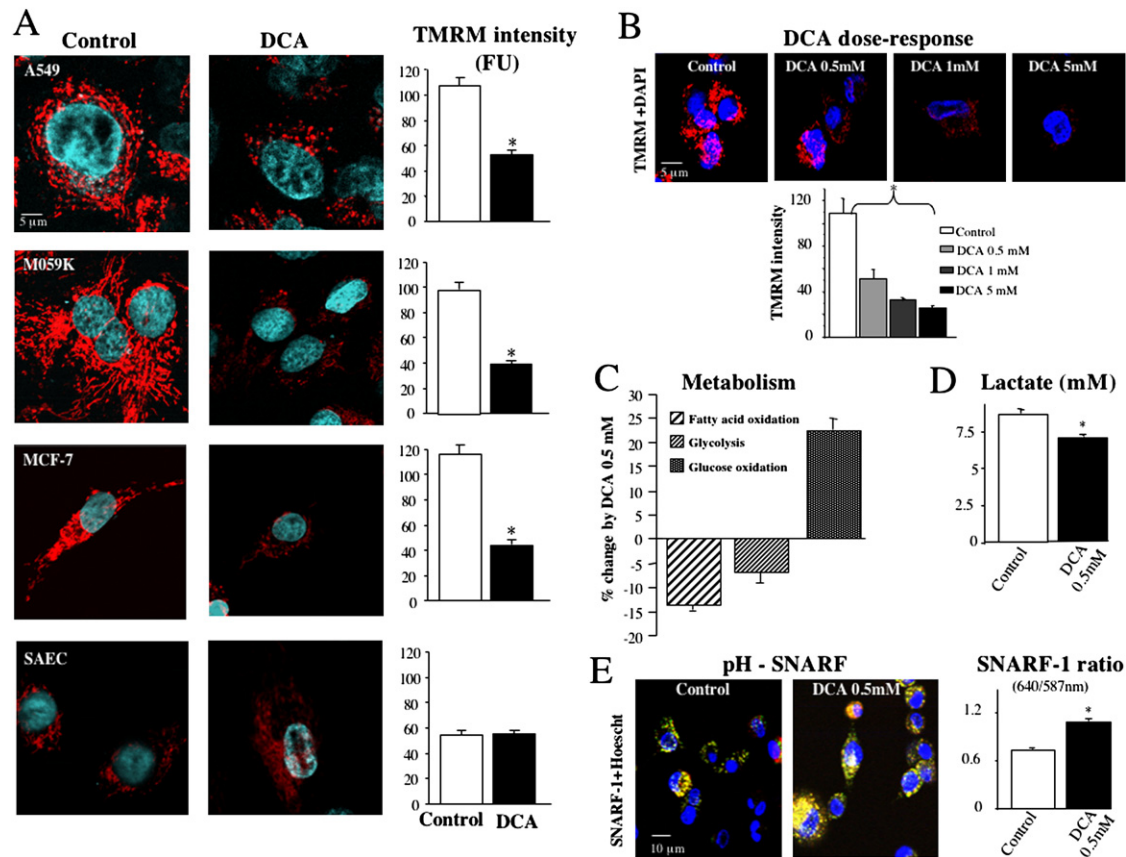 A
Control
DCA
TMRM intensity
(FU)
A549
5 µm
120
100
80
60
40
20
0
*
M059K
120
100
80
60
40
20
0
*
MCF-7
120
100
80
60
40
20
0
*
SAEC
120
100
80
60
40
20
0
Control DCA
B
DCA dose-response
TMRM +DAPI
Control
DCA 0.5mM
DCA 1mM
DCA 5mM
5 µm
TMRM intensity
120
80
40
0
*
Control
DCA 0.5 mM
DCA 1 mM
DCA 5 mM
C
Metabolism
% change by DCA 0.5 mM
30
25
20
15
10
5
0
-5
-10
-15
-20
Fatty acid oxidation
Glycolysis
Glucose oxidation
D
Lactate (mM)
7.5
5
2.5
0
*
Control
DCA
0.5mM
E
pH - SNARF
SNARF-1+Hoescht
Control
DCA 0.5mM
10 µm
SNARF-1 ratio
(640/587nm)
1.2
0.6
0
*
Control
DCA
0.5mM